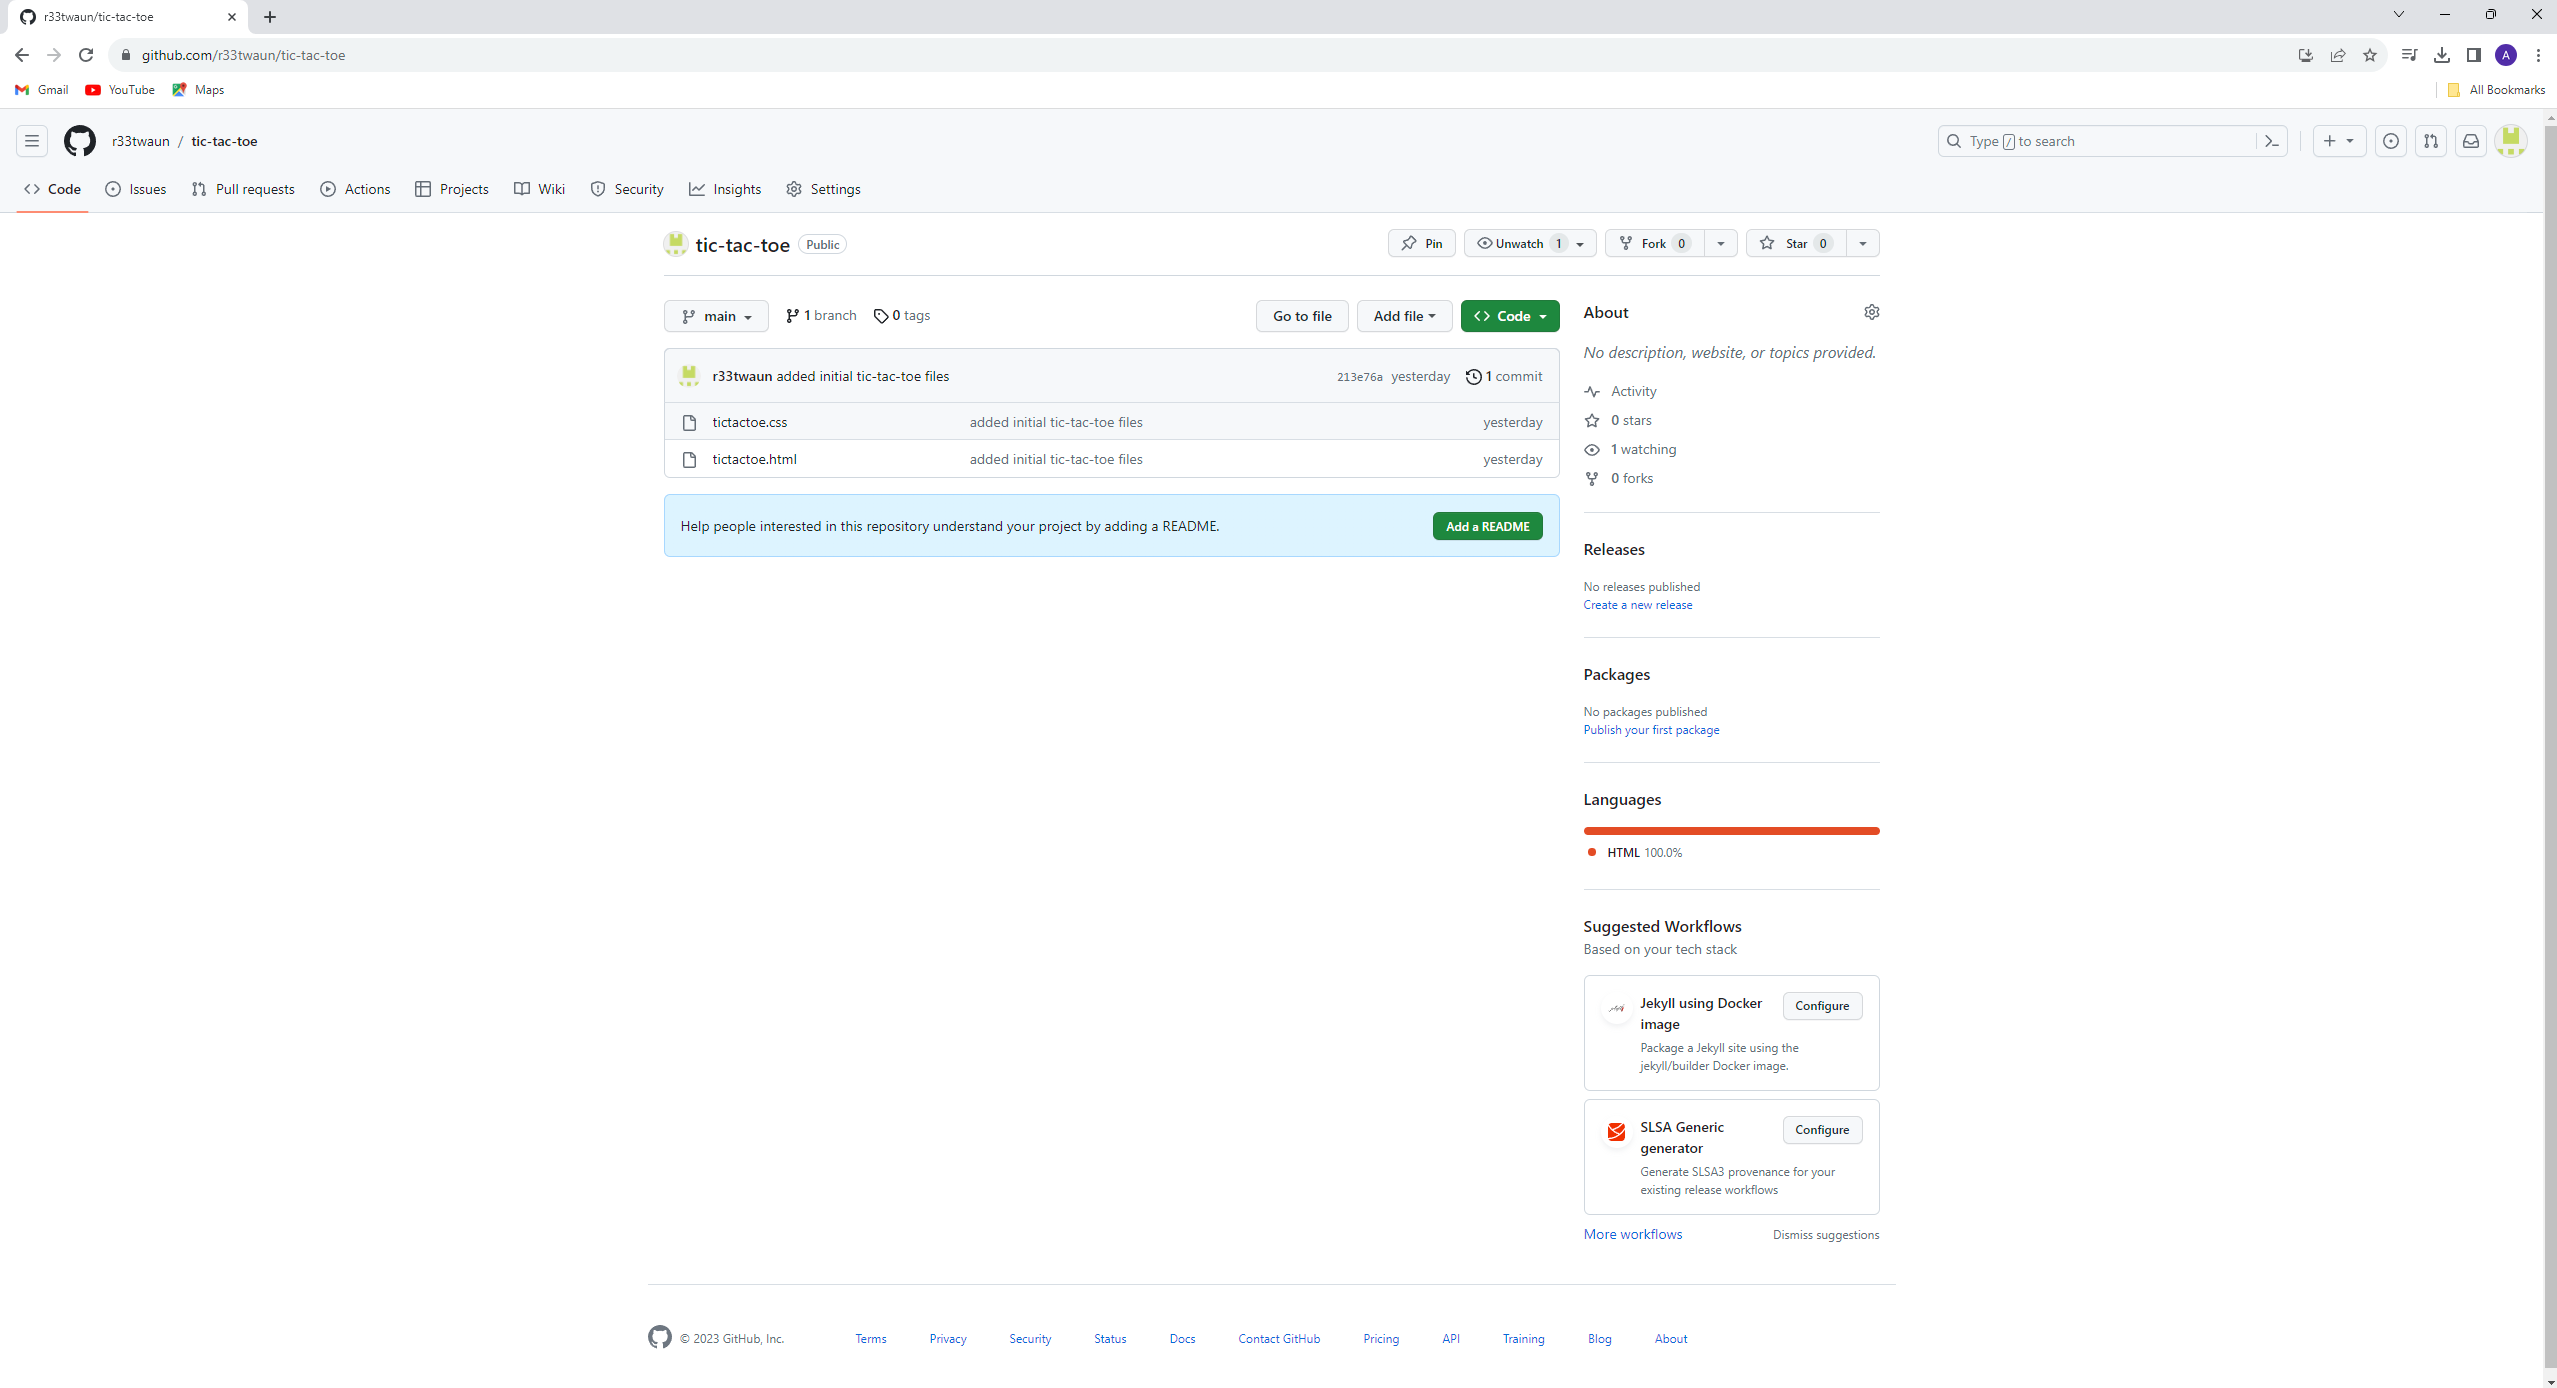 r33twaun/tic-tac-toe
github.com/r33twaun/tic-tac-toe
A
Gmail YouTube Maps All Bookmarks
r33twaun / tic-tac-toe Type / to search
Code Issues Pull requests Actions Projects Wiki Security Insights Settings
tic-tac-toe Public Pin Unwatch 1 Fork 0 Star 0
main 1 branch 0 tags Go to file Add file Code
r33twaun added initial tic-tac-toe files 213e76a yesterday 1 commit
tictactoe.css added initial tic-tac-toe files yesterday
tictactoe.html added initial tic-tac-toe files yesterday
Help people interested in this repository understand your project by adding a README. Add a README
About
No description, website, or topics provided.
Activity
0 stars
1 watching
0 forks
Releases
No releases published
Create a new release
Packages
No packages published
Publish your first package
Languages
HTML 100.0%
Suggested Workflows
Based on your tech stack
Jekyll using Docker image Configure
Package a Jekyll site using the
jekyll/builder Docker image.
SLSA Generic generator Configure
Generate SLSA3 provenance for your
existing release workflows
More workflows Dismiss suggestions
© 2023 GitHub, Inc. Terms Privacy Security Status Docs Contact GitHub Pricing API Training Blog About